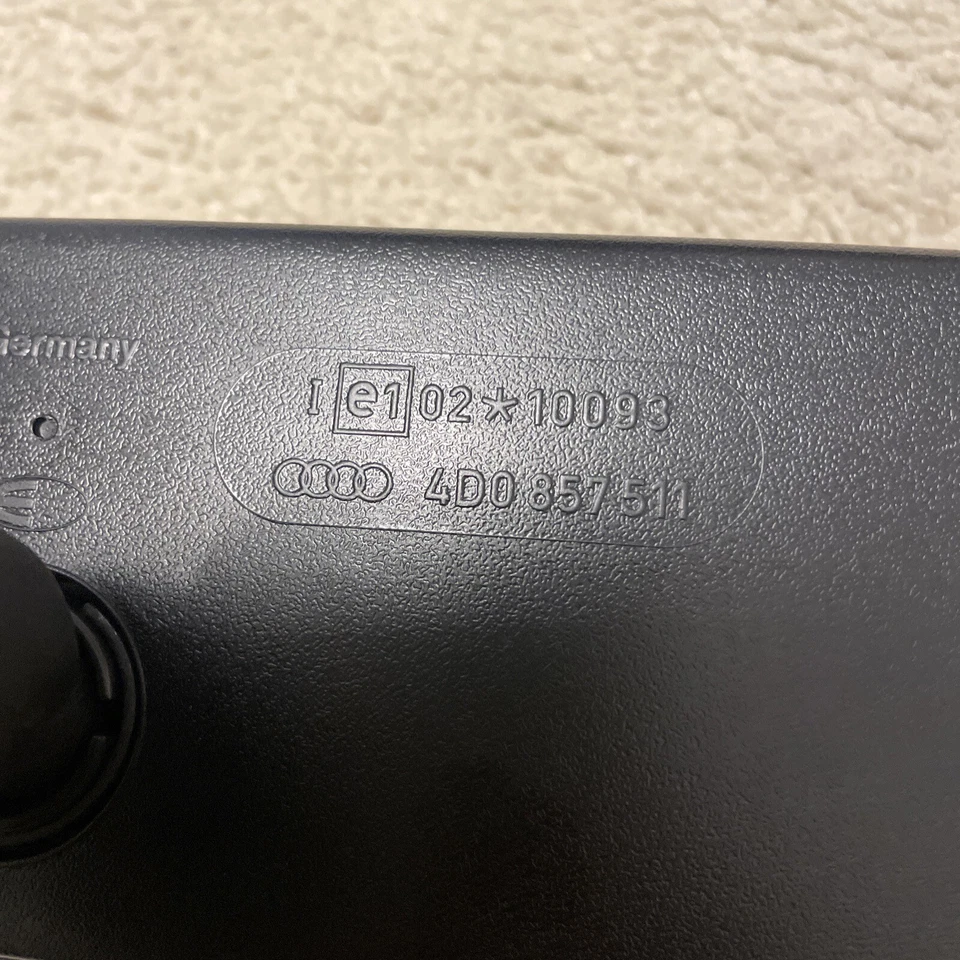 Germany
I e1 02*10093
4D0 857 511